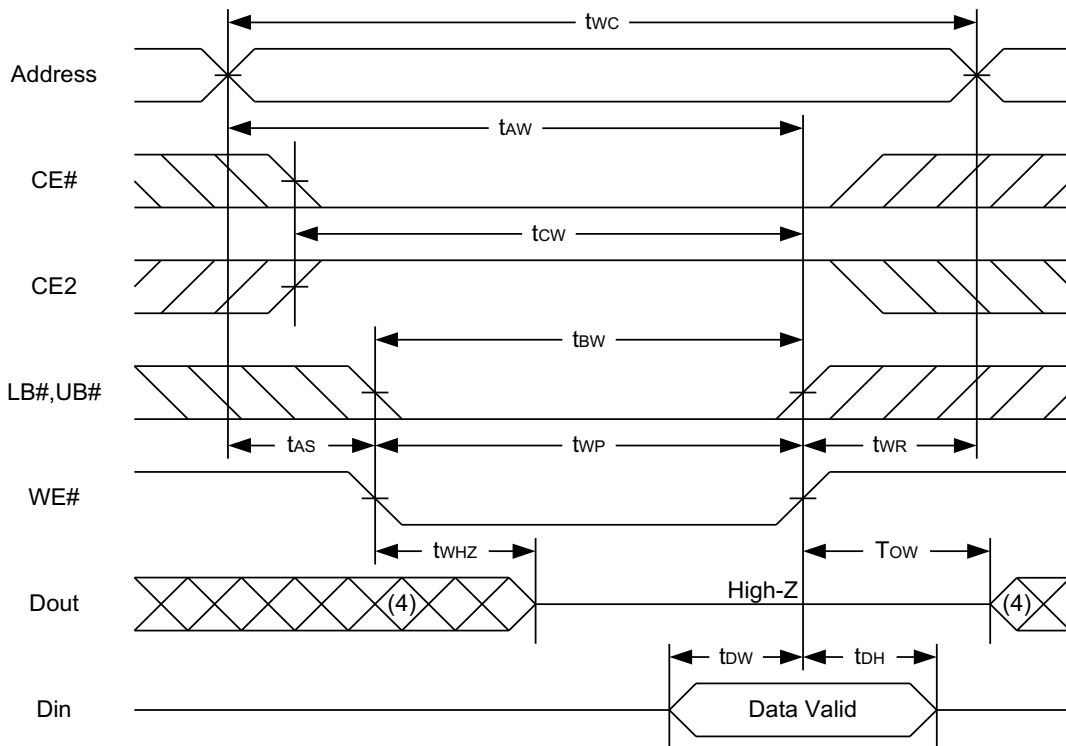 tWC
Address
tAW
CE#
tCW
CE2
tBW
LB#,UB#
tAS
tWP
tWR
WE#
tWHZ
TOW
Dout
(4)
High-Z
(4)
tDW
tDH
Din
Data Valid